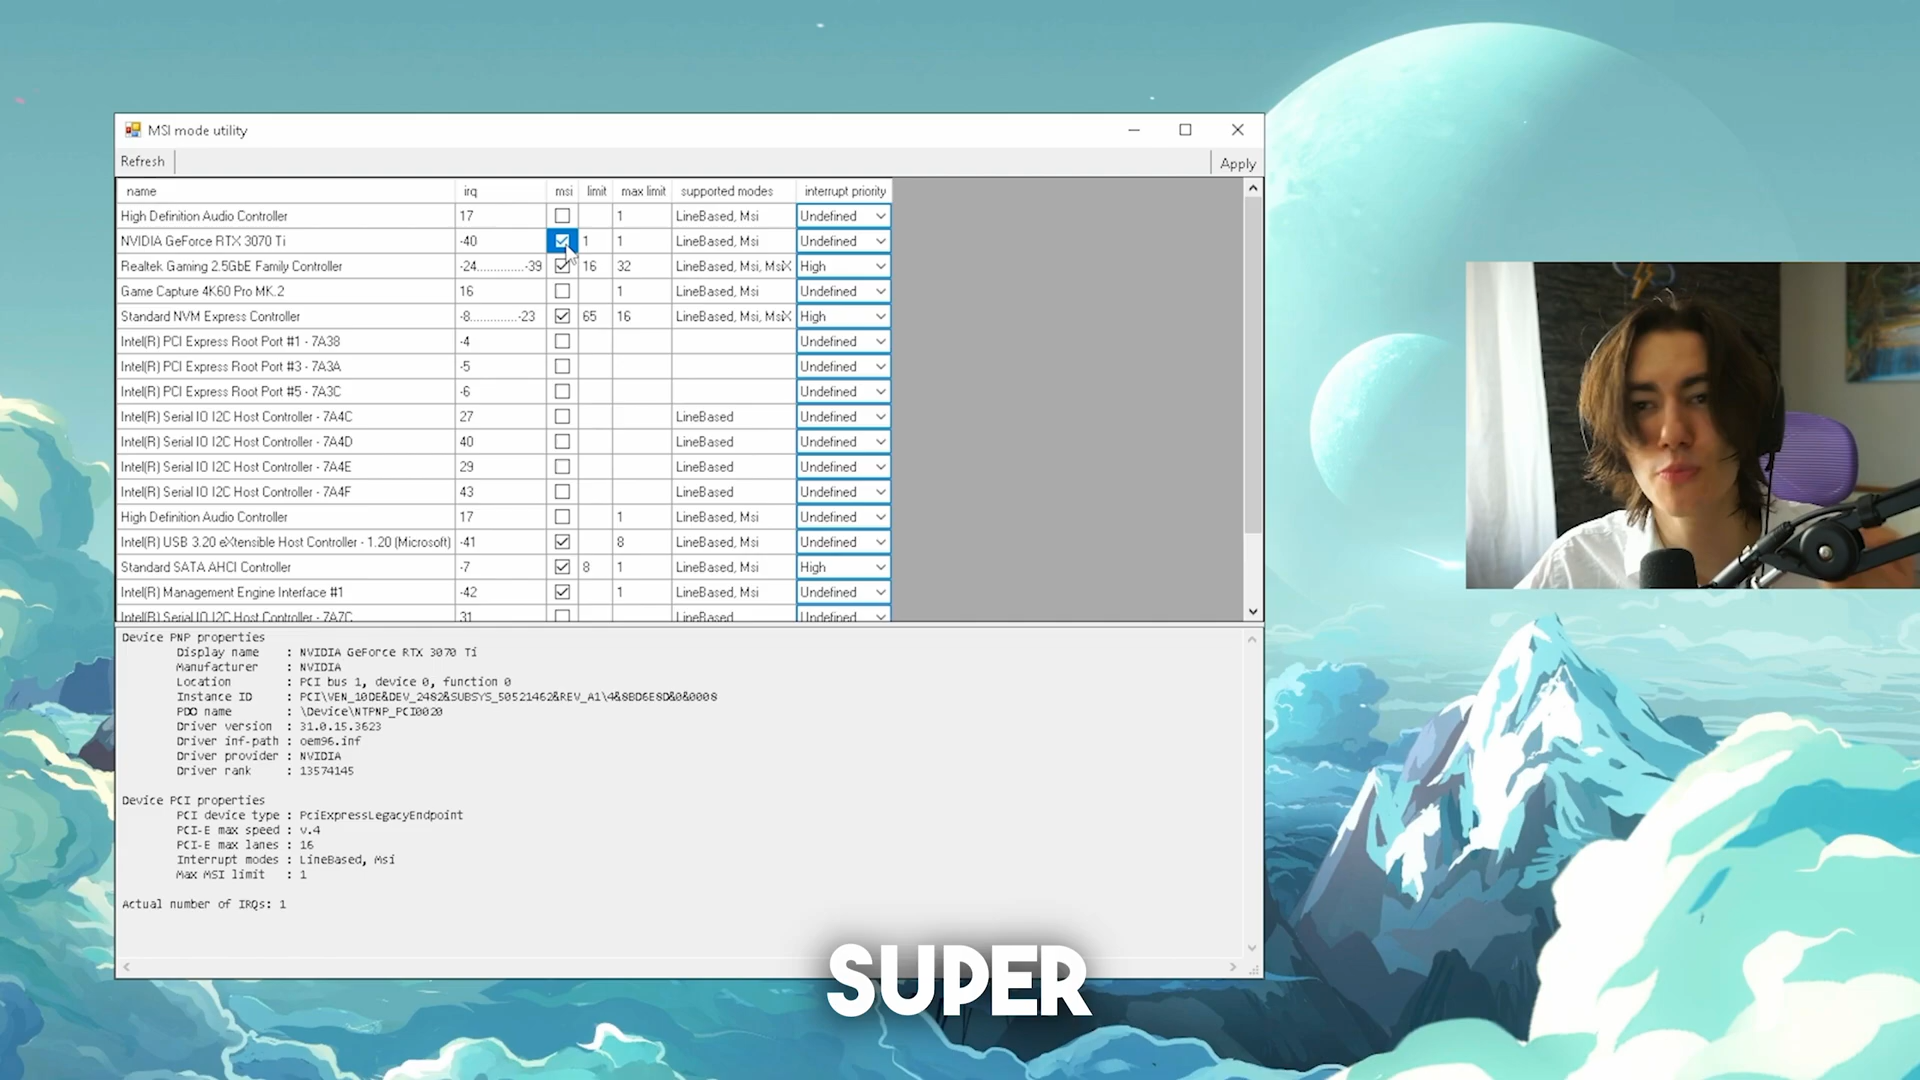 MSI mode utility
Refresh
Apply
name irq msi limit max limit supported modes interrupt priority
High Definition Audio Controller 17 1 LineBased, Msi Undefined
NVIDIA GeForce RTX 3070 Ti -40 1 1 LineBased, Msi Undefined
Realtek Gaming 2.5GbE Family Controller -24..............-39 16 32 LineBased, Msi, MsiX High
Game Capture 4K60 Pro MK.2 16 1 LineBased, Msi Undefined
Standard NVM Express Controller -8..............-23 65 16 LineBased, Msi, MsiX High
Intel(R) PCI Express Root Port #1 - 7A38 -4 Undefined
Intel(R) PCI Express Root Port #3 - 7A3A -5 Undefined
Intel(R) PCI Express Root Port #5 - 7A3C -6 Undefined
Intel(R) Serial IO I2C Host Controller - 7A4C 27 LineBased Undefined
Intel(R) Serial IO I2C Host Controller - 7A4D 40 LineBased Undefined
Intel(R) Serial IO I2C Host Controller - 7A4E 29 LineBased Undefined
Intel(R) Serial IO I2C Host Controller - 7A4F 43 LineBased Undefined
High Definition Audio Controller 17 1 LineBased, Msi Undefined
Intel(R) USB 3.20 eXtensible Host Controller - 1.20 (Microsoft) -41 8 LineBased, Msi Undefined
Standard SATA AHCI Controller -7 8 1 LineBased, Msi High
Intel(R) Management Engine Interface #1 -42 1 LineBased, Msi Undefined
Intel(R) Serial IO I2C Host Controller - 7A7C 31 LineBased Undefined
Device PNP properties
Display name : NVIDIA GeForce RTX 3070 Ti
Manufacturer : NVIDIA
Location : PCI bus 1, device 0, function 0
Instance ID : PCI\VEN_10DE&DEV_2482&SUBSYS_50521462&REV_A1\4&8BD6E8D&0&0008
PDO name : \Device\NTPNP_PCI0020
Driver version : 31.0.15.3623
Driver inf-path : oem96.inf
Driver provider : NVIDIA
Driver rank : 13574145
Device PCI properties
PCI device type : PciExpressLegacyEndpoint
PCI-E max speed : v.4
PCI-E max lanes : 16
Interrupt modes : LineBased, Msi
Max MSI limit : 1
Actual number of IRQs: 1
SUPER